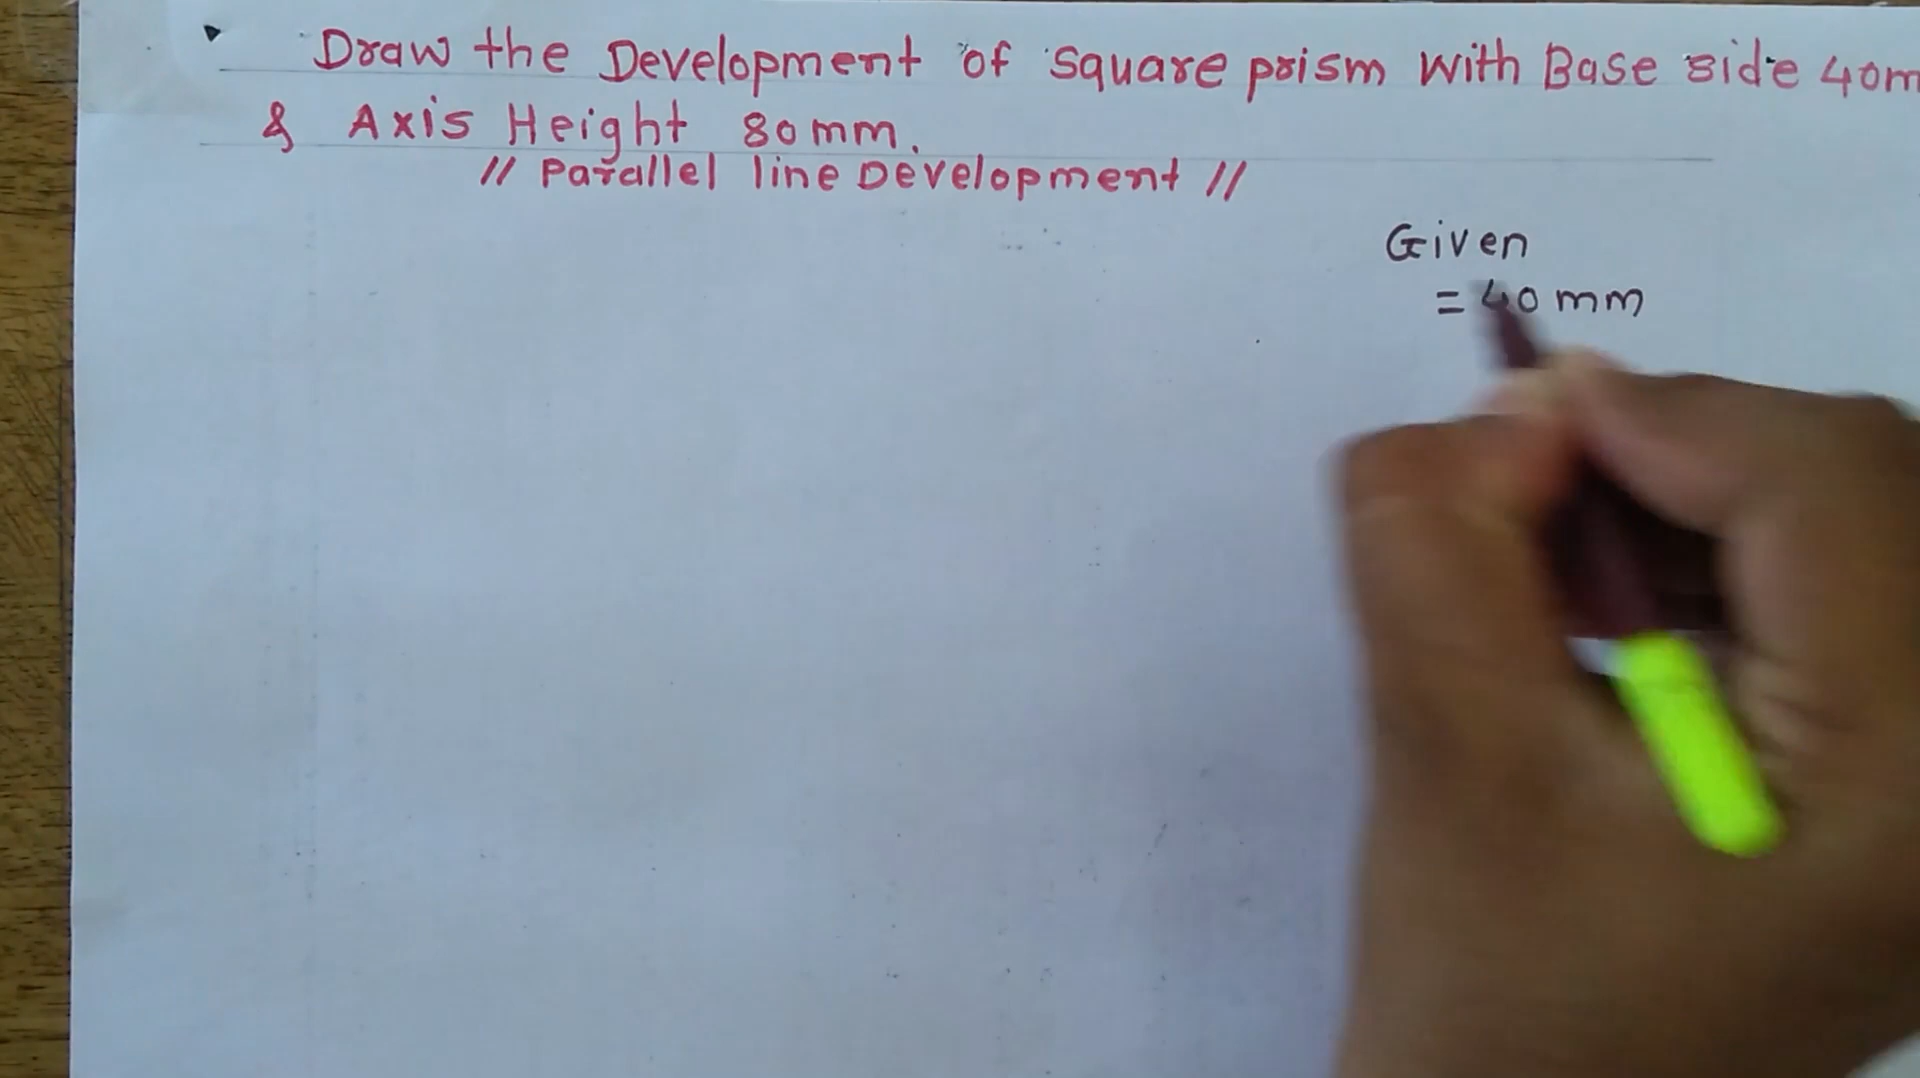 Draw the Development of square prism with Base side 40m
& Axis Height 80mm.
// Parallel line Development //
Given
= 40 mm